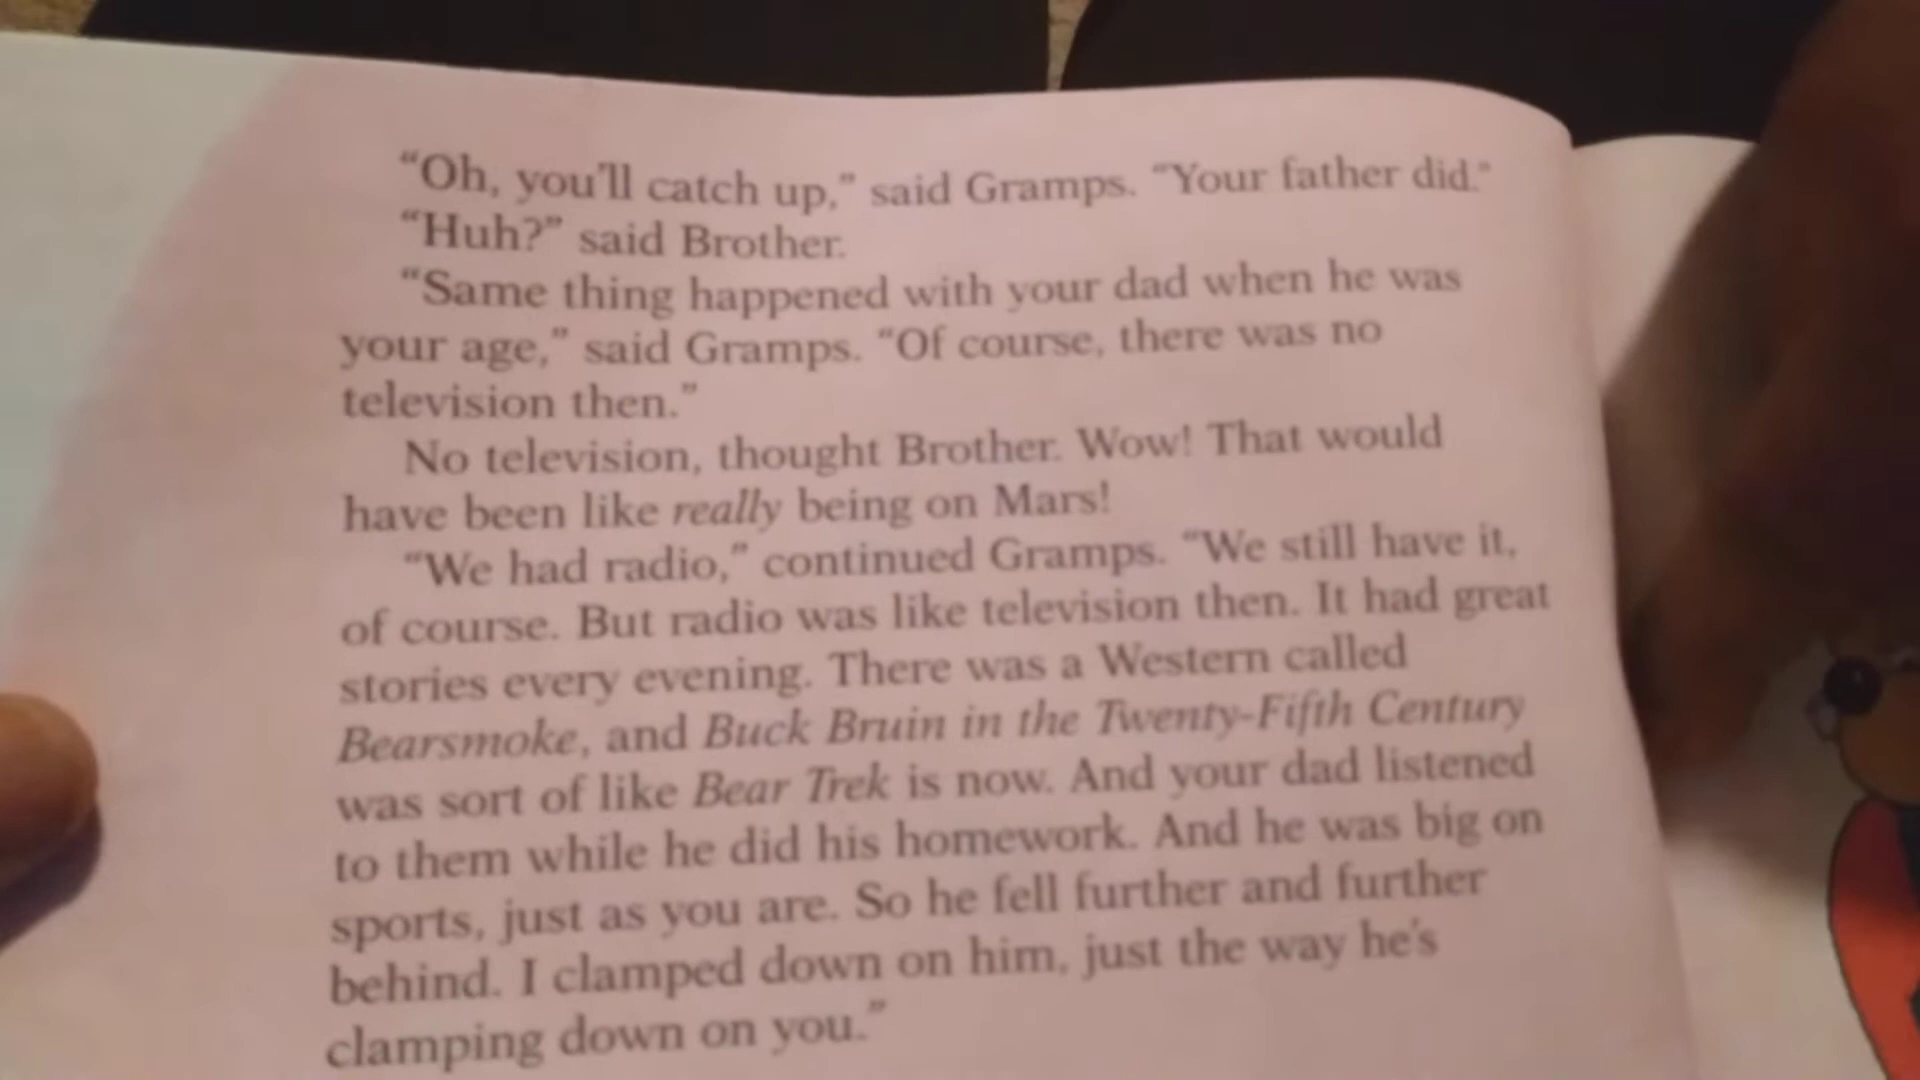 “Oh, you’ll catch up,” said Gramps. “Your father did.”
“Huh?” said Brother.
“Same thing happened with your dad when he was
your age,” said Gramps. “Of course, there was no
television then.”
No television, thought Brother. Wow! That would
have been like really being on Mars!
“We had radio,” continued Gramps. “We still have it,
of course. But radio was like television then. It had great
stories every evening. There was a Western called
Bearsmoke, and Buck Bruin in the Twenty-Fifth Century
was sort of like Bear Trek is now. And your dad listened
to them while he did his homework. And he was big on
sports, just as you are. So he fell further and further
behind. I clamped down on him, just the way he’s
clamping down on you.”